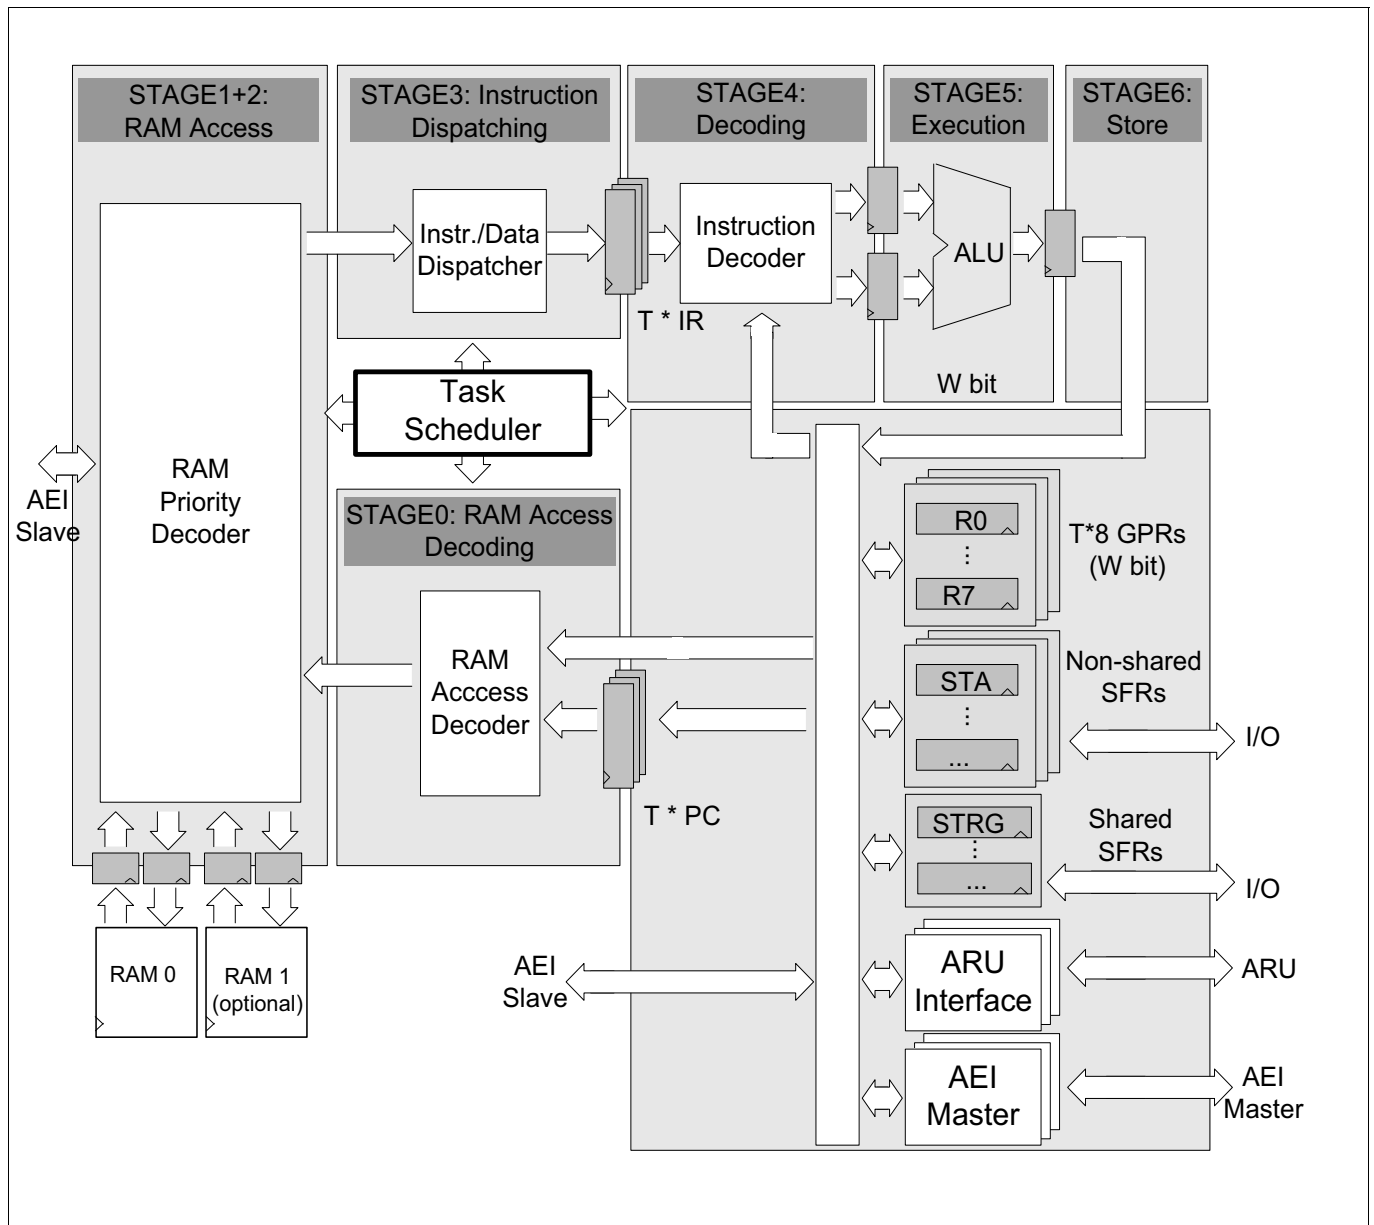 STAGE1+2:
RAM Access
STAGE3: Instruction
Dispatching
STAGE4:
Decoding
STAGE5:
Execution
STAGE6:
Store
Instr./Data
Dispatcher
Instruction
Decoder
ALU
T * IR
W bit
Task
Scheduler
RAM
Priority
Decoder
AEI
Slave
STAGE0: RAM Access
Decoding
RAM
Acccess
Decoder
T * PC
R0
⋮
R7
T*8 GPRs
(W bit)
STA
⋮
...
Non-shared
SFRs
I/O
STRG
⋮
...
Shared
SFRs
I/O
RAM 0
RAM 1
(optional)
AEI
Slave
ARU
Interface
ARU
AEI
Master
AEI
Master